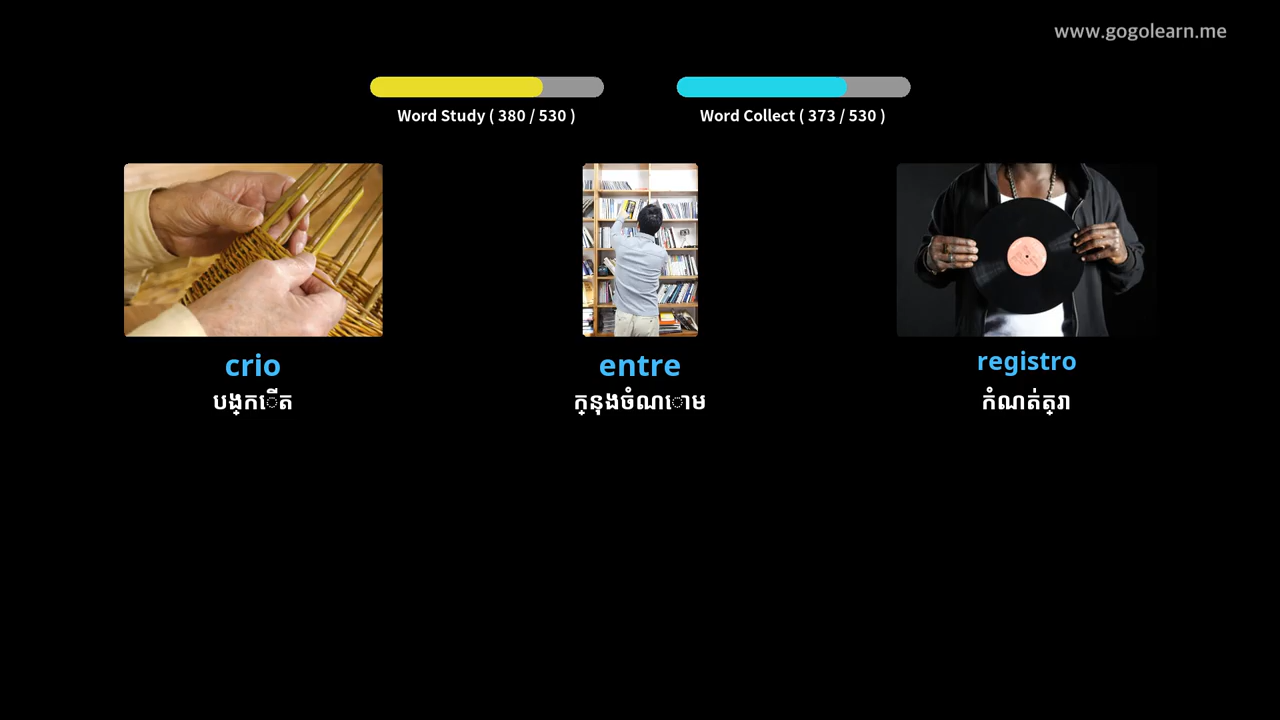 www.gogolearn.me
Word Study ( 380 / 530 )
Word Collect ( 373 / 530 )
crio
entre
registro
បង្កើត
ក្នុងចំណោម
កំណត់ត្រា